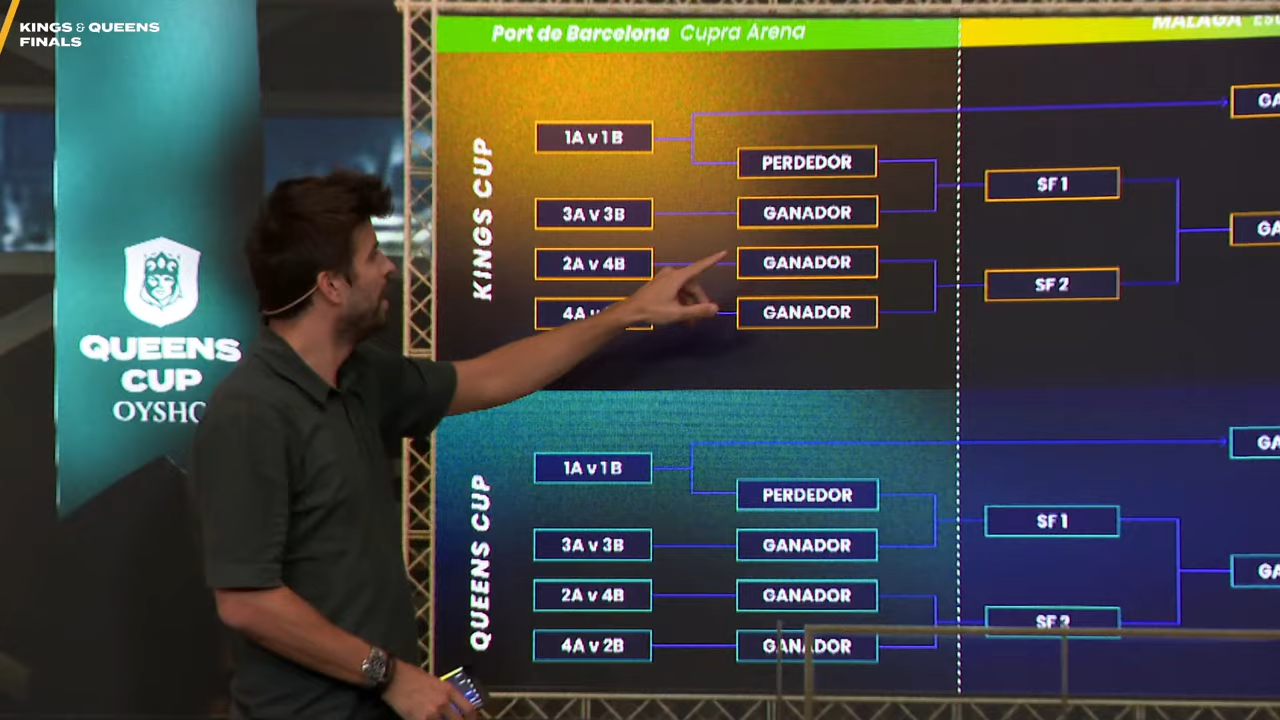 KINGS & QUEENS
FINALS
Port de Barcelona Cupra Arena
MÁLAGA
KINGS CUP
1A v 1B
PERDEDOR
SF 1
3A v 3B
GANADOR
2A v 4B
GANADOR
SF 2
GANADOR
QUEENS
CUP
OYSHO
QUEENS CUP
1A v 1B
PERDEDOR
SF 1
3A v 3B
GANADOR
2A v 4B
GANADOR
SF 2
4A v 2B
GANADOR